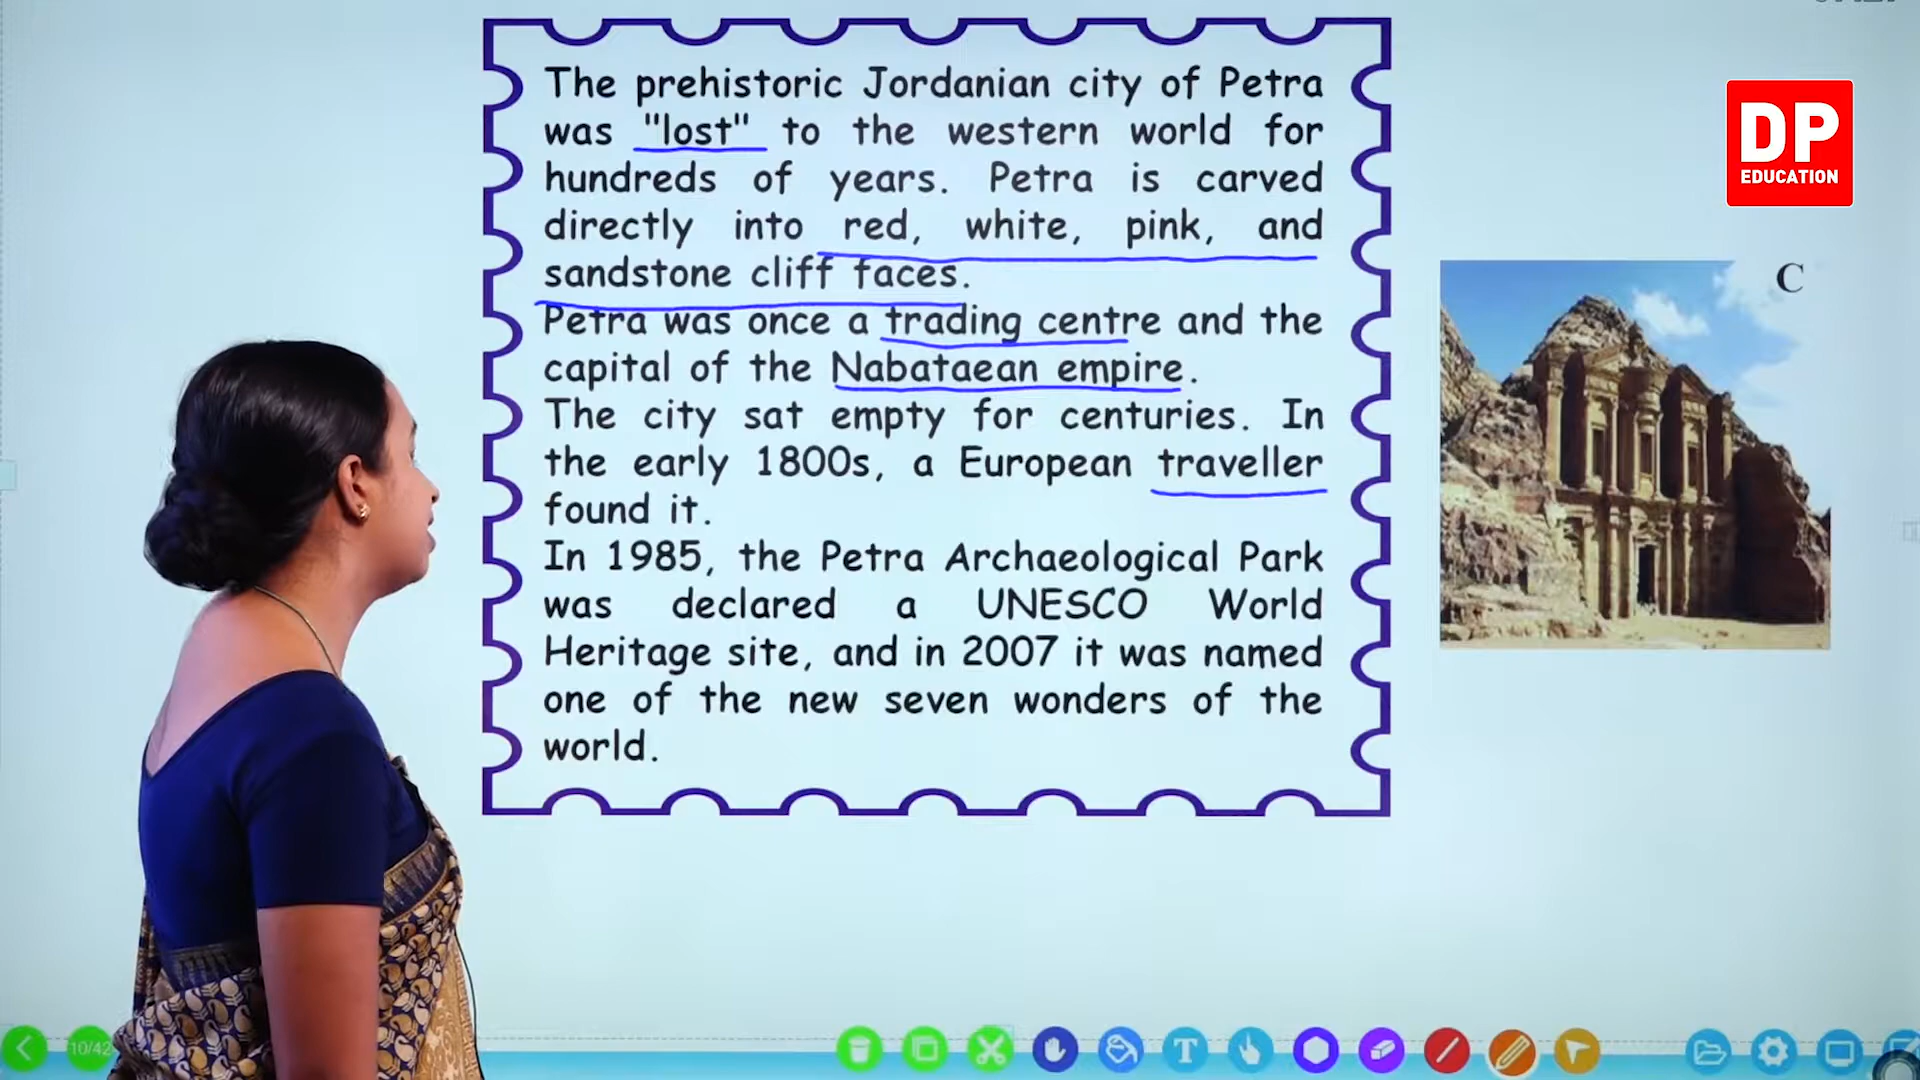 The prehistoric Jordanian city of Petra
was "lost" to the western world for
hundreds of years. Petra is carved
directly into red, white, pink, and
sandstone cliff faces.
Petra was once a trading centre and the
capital of the Nabataean empire.
The city sat empty for centuries. In
the early 1800s, a European traveller
found it.
In 1985, the Petra Archaeological Park
was declared a UNESCO World
Heritage site, and in 2007 it was named
one of the new seven wonders of the
world.
DP
EDUCATION
C
10/42
T